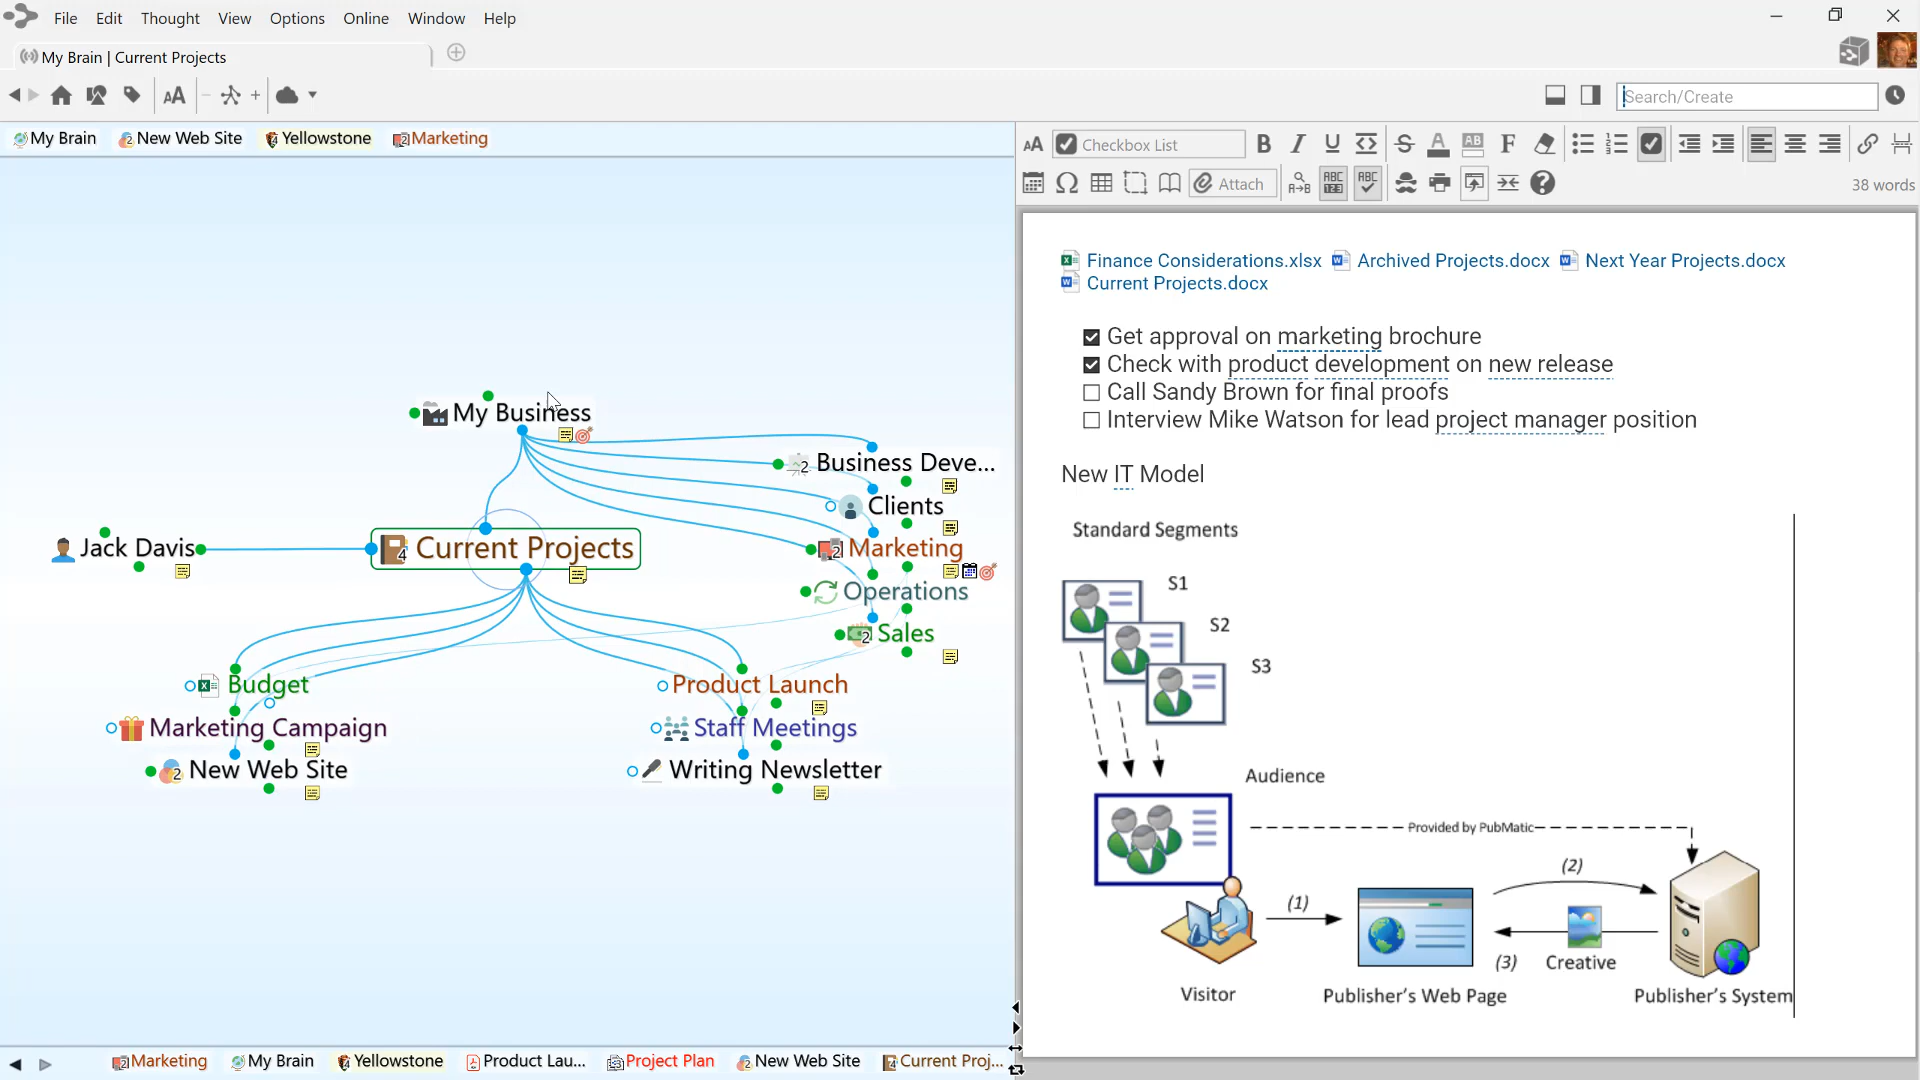 File Edit Thought View Options Online Window Help
My Brain | Current Projects
Search/Create
My Brain New Web Site Yellowstone Marketing
Checkbox List
Attach
38 words
My Business
Business Deve...
Clients
Jack Davis
Current Projects
Marketing
Operations
Sales
Budget
Product Launch
Marketing Campaign
Staff Meetings
New Web Site
Writing Newsletter
Marketing My Brain Yellowstone Product Lau... Project Plan New Web Site Current Proj...
Finance Considerations.xlsx Archived Projects.docx Next Year Projects.docx
Current Projects.docx
Get approval on marketing brochure
Check with product development on new release
Call Sandy Brown for final proofs
Interview Mike Watson for lead project manager position
New IT Model
Standard Segments
S1
S2
S3
Audience
Provided by PubMatic
(1)
(2)
(3)
Creative
Visitor
Publisher's Web Page
Publisher's System